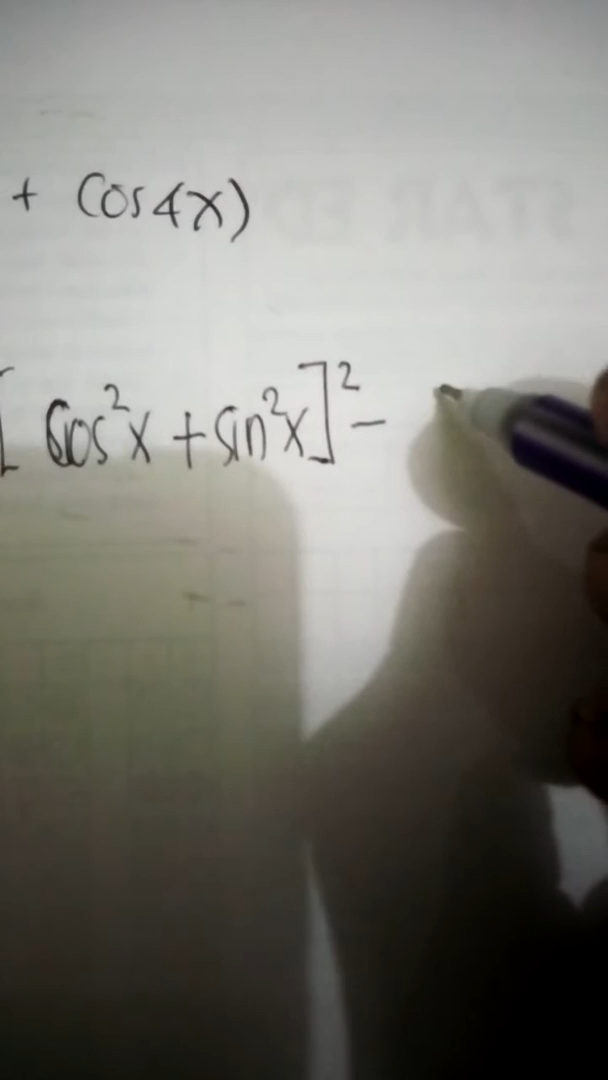 + Cos4x)
[ Cos²x + sin²x]² -